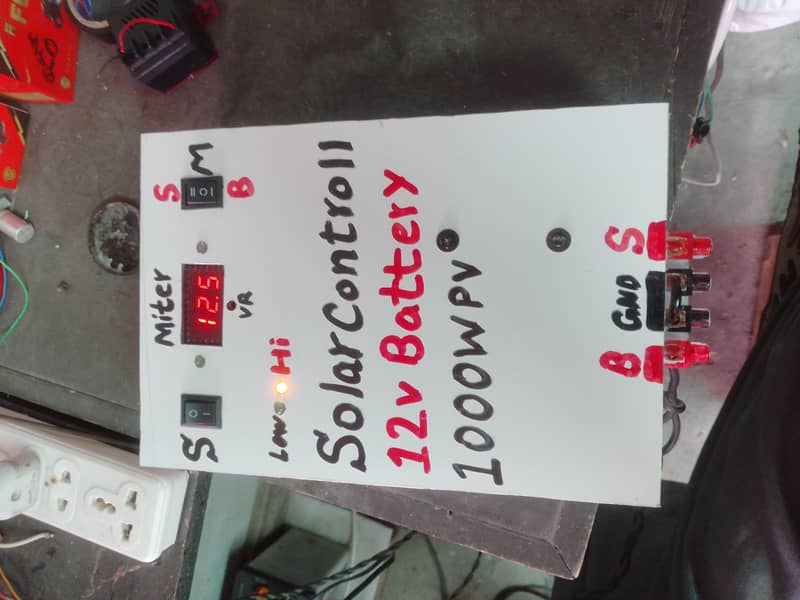 Miter S
S 12.5 M
VR B
Low Hi
SolarControll
12v Battery
1000WPV
B GND S